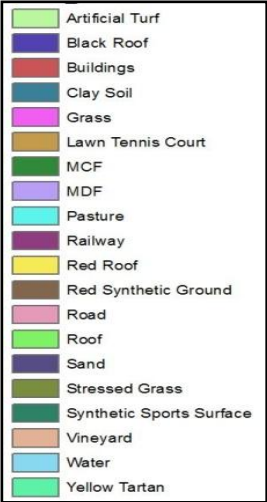 Artificial Turf
Black Roof
Buildings
Clay Soil
Grass
Lawn Tennis Court
MCF
MDF
Pasture
Railway
Red Roof
Red Synthetic Ground
Road
Roof
Sand
Stressed Grass
Synthetic Sports Surface
Vineyard
Water
Yellow Tartan